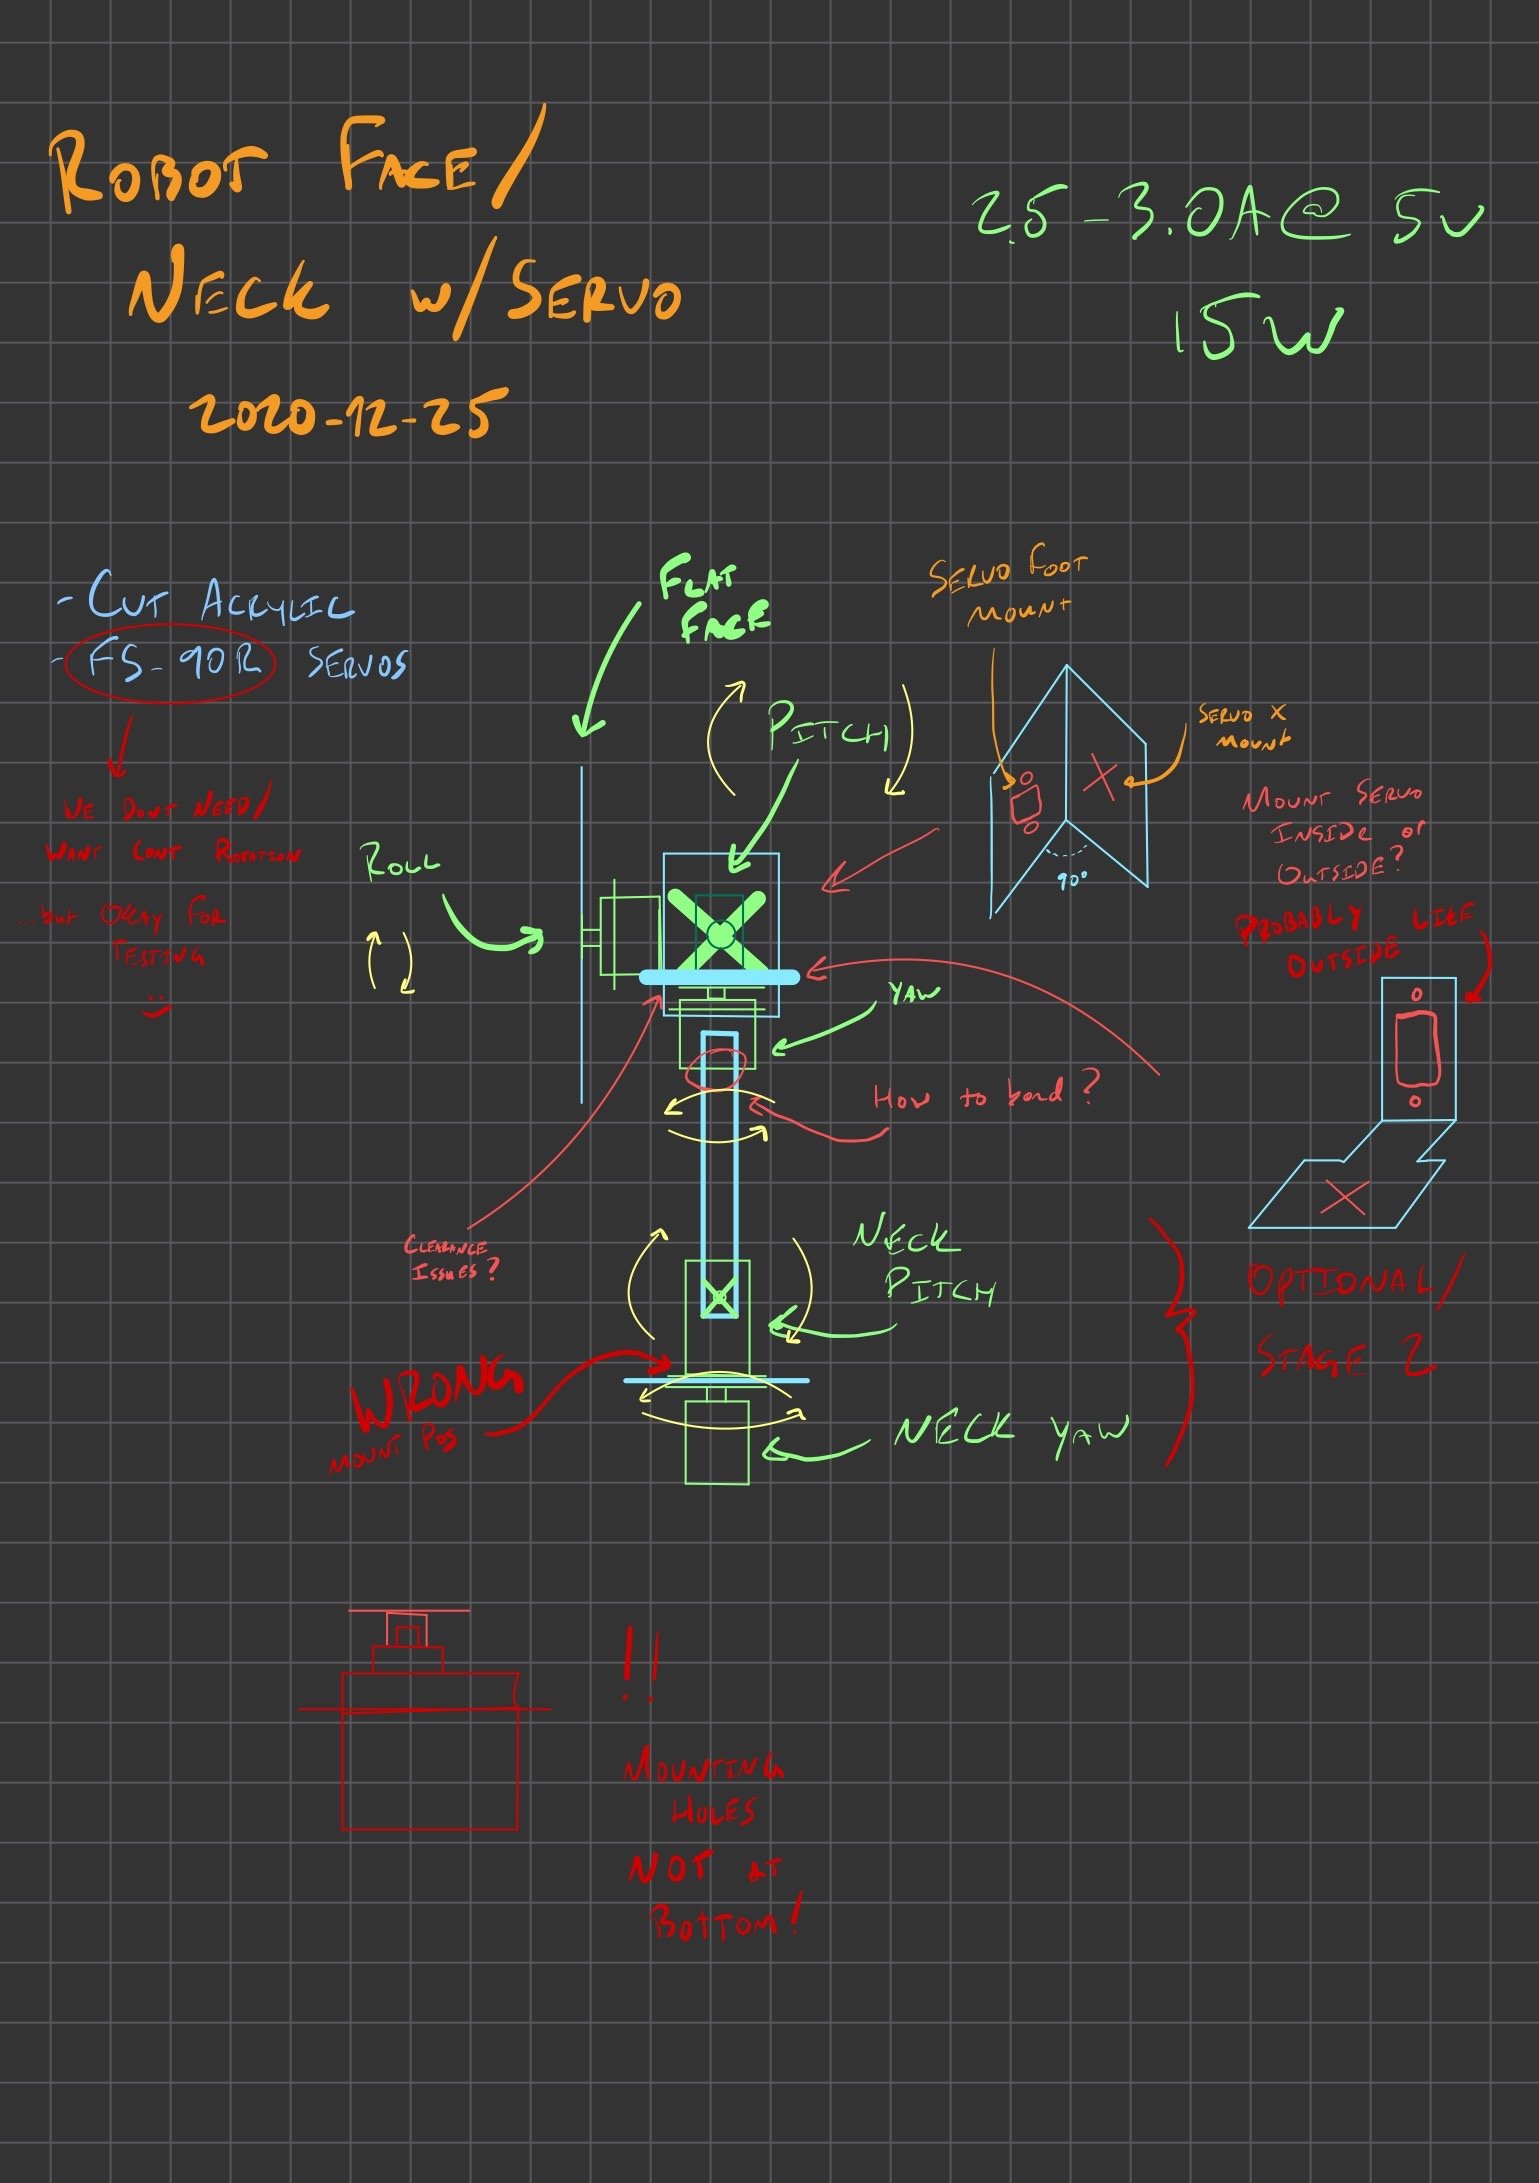 ROBOT FACE/
NECK w/ SERVO
2020-12-25
2.5-3.0A@ 5V
15W
- CUT ACRYLIC
- FS-90R SERVOS
WE DONT NEED/
WANT CONT. ROTATION
...but OKAY FOR
TESTING
FLAT
FACE
PITCH
ROLL
YAW
SERVO FOOT
MOUNT
SERVO X
MOUNT
90°
MOUNT SERVO
INSIDE or
OUTSIDE?
PROBABLY LIKE
OUTSIDE
How to bond?
CLEARANCE
ISSUES?
NECK
PITCH
WRONG
MOUNT POS
NECK YAW
OPTIONAL/
STAGE 2
!!
MOUNTING
HOLES
NOT AT
BOTTOM!